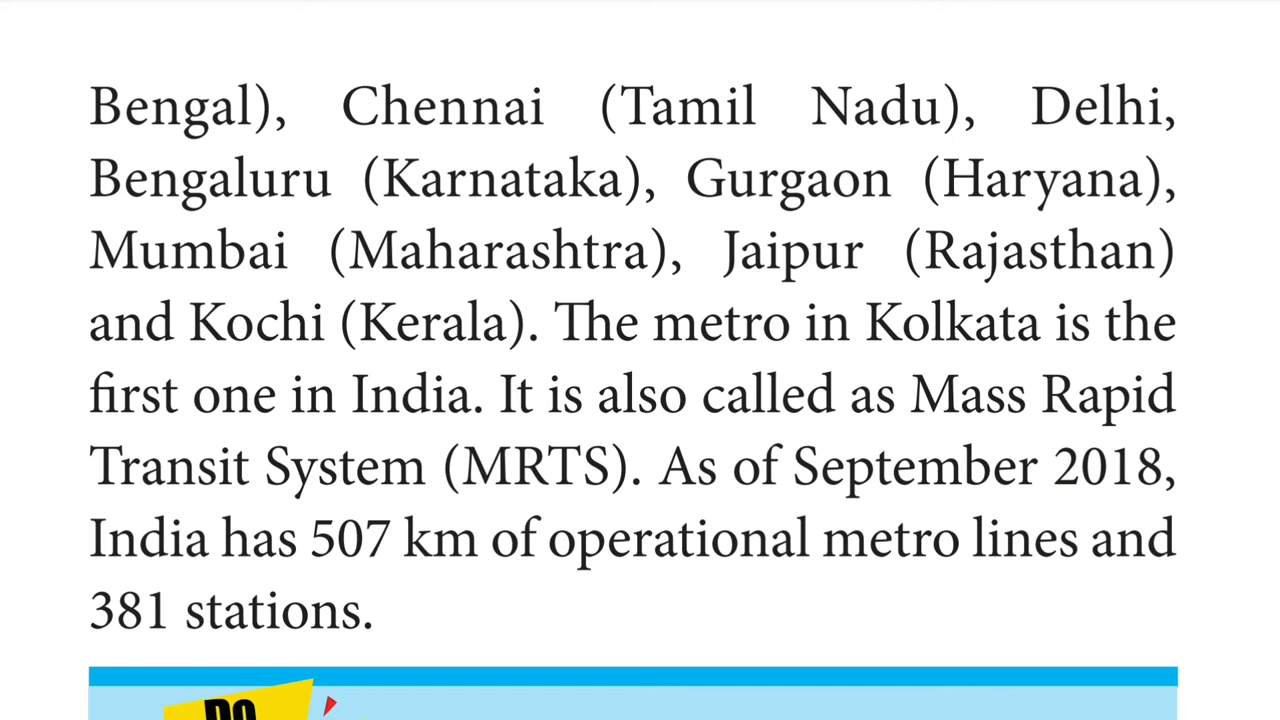 Bengal), Chennai (Tamil Nadu), Delhi,
Bengaluru (Karnataka), Gurgaon (Haryana),
Mumbai (Maharashtra), Jaipur (Rajasthan)
and Kochi (Kerala). The metro in Kolkata is the
first one in India. It is also called as Mass Rapid
Transit System (MRTS). As of September 2018,
India has 507 km of operational metro lines and
381 stations.
DO